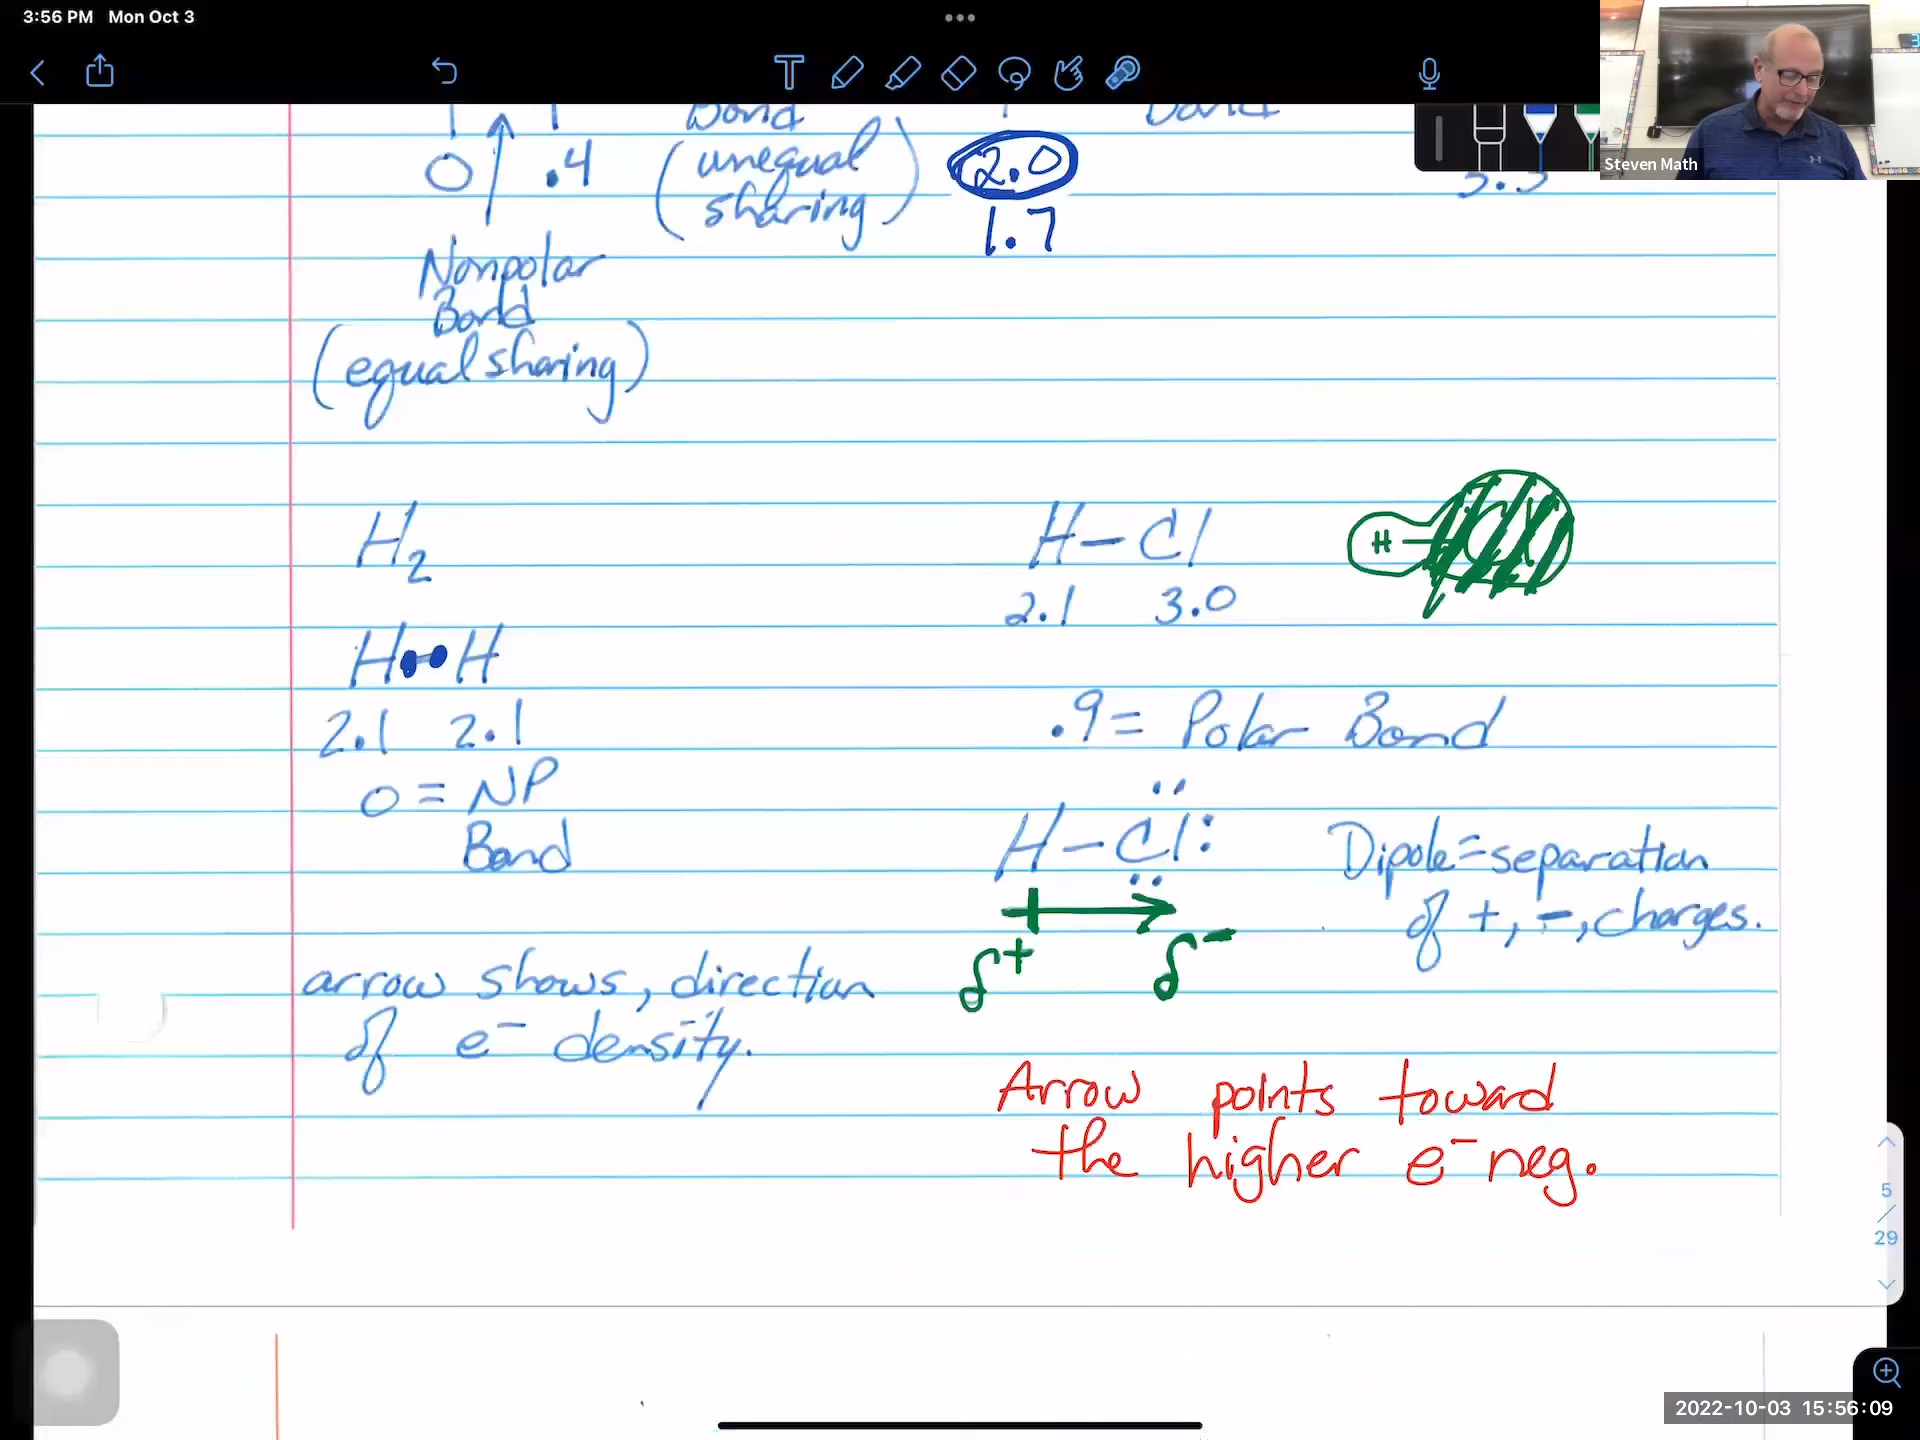 3:56 PM Mon Oct 3
Steven Math
Bond
0 .4 (unequal sharing) 2.0
1.7
Nonpolar
Bond
(equal sharing)
H2
H H
2.1 2.1
0 = NP
Bond
H–Cl H
2.1 3.0
.9 = Polar Bond
H–Cl: Dipole = separation
of +, -, charges.
δ+ δ-
arrow shows, direction
of e- density.
Arrow points toward
the higher e- neg.
5
/
29
2022-10-03 15:56:09